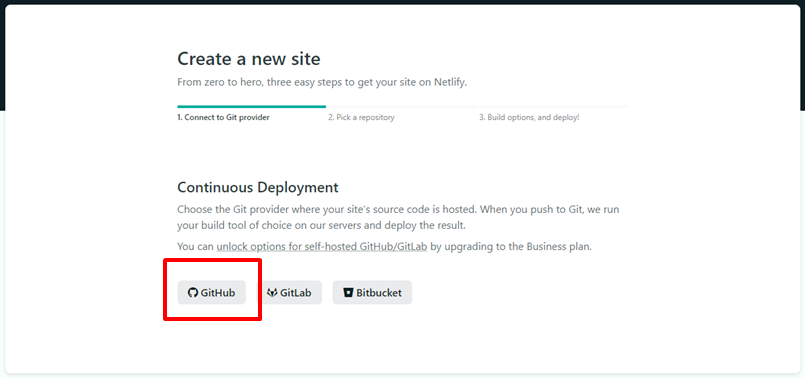 Create a new site
From zero to hero, three easy steps to get your site on Netlify.
1. Connect to Git provider
2. Pick a repository
3. Build options, and deploy!
Continuous Deployment
Choose the Git provider where your site's source code is hosted. When you push to Git, we run
your build tool of choice on our servers and deploy the result.
You can unlock options for self-hosted GitHub/GitLab by upgrading to the Business plan.
GitHub
GitLab
Bitbucket